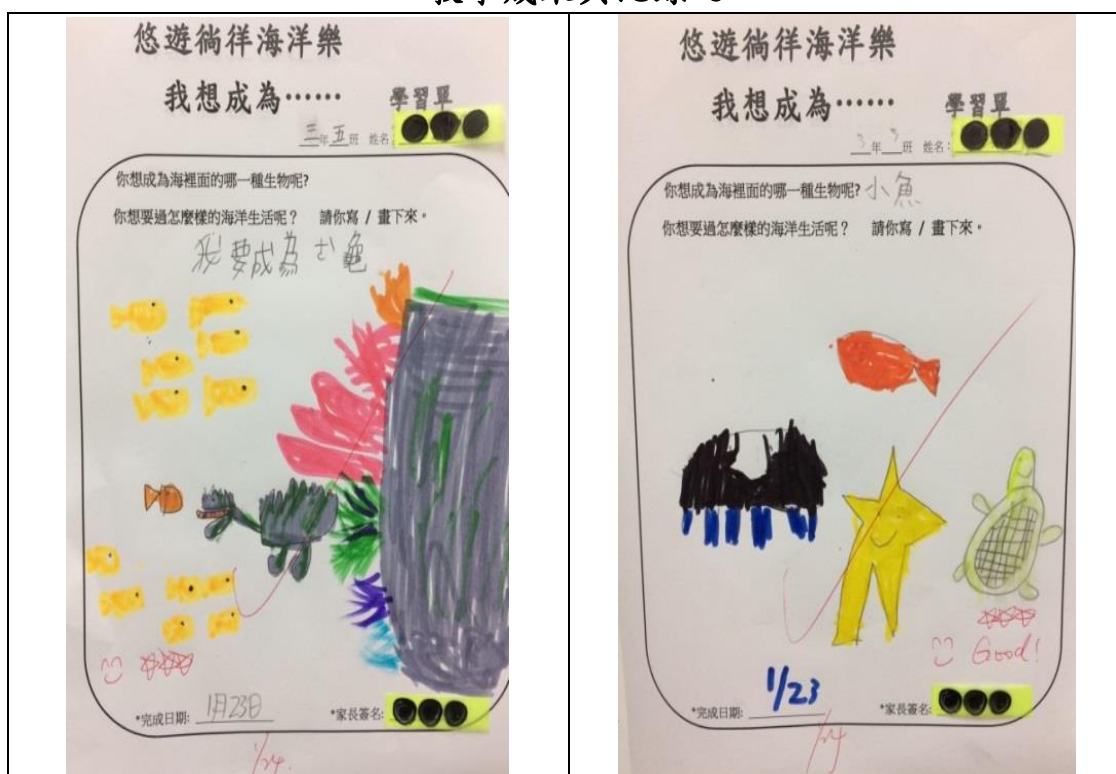 悠遊徜徉海洋樂
我想成為⋯⋯ 學習單
三年五班 姓名:
你想成為海裡面的哪一種生物呢?
你想要過怎麼樣的海洋生活呢? 請你寫 / 畫下來。
我要成為 龜
*完成日期: 1月23日 *家長簽名:
1/24.
悠遊徜徉海洋樂
我想成為⋯⋯ 學習單
3年5班 姓名:
你想成為海裡面的哪一種生物呢? 小魚
你想要過怎麼樣的海洋生活呢? 請你寫 / 畫下來。
Good!
1/23
*完成日期: *家長簽名:
1/24